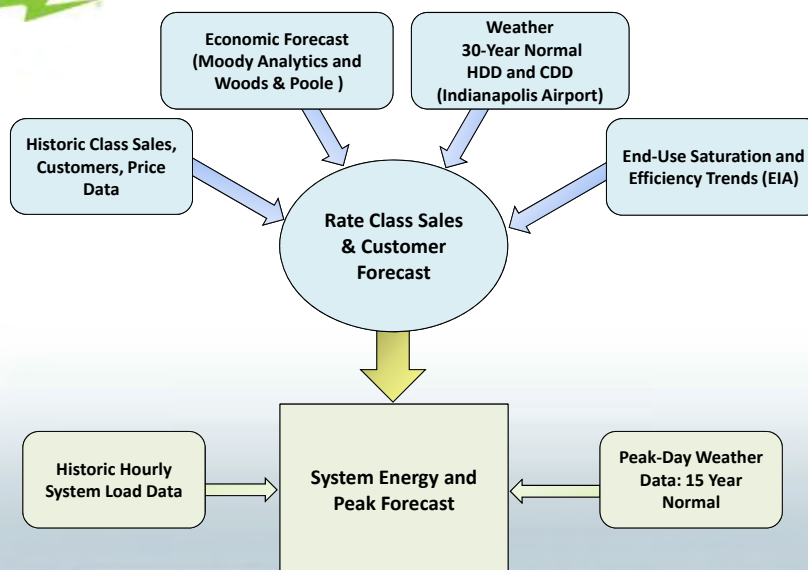 Economic Forecast
(Moody Analytics and
Woods & Poole )
Weather
30-Year Normal
HDD and CDD
(Indianapolis Airport)
Historic Class Sales,
Customers, Price
Data
End-Use Saturation and
Efficiency Trends (EIA)
Rate Class Sales
& Customer
Forecast
Historic Hourly
System Load Data
System Energy and
Peak Forecast
Peak-Day Weather
Data: 15 Year
Normal